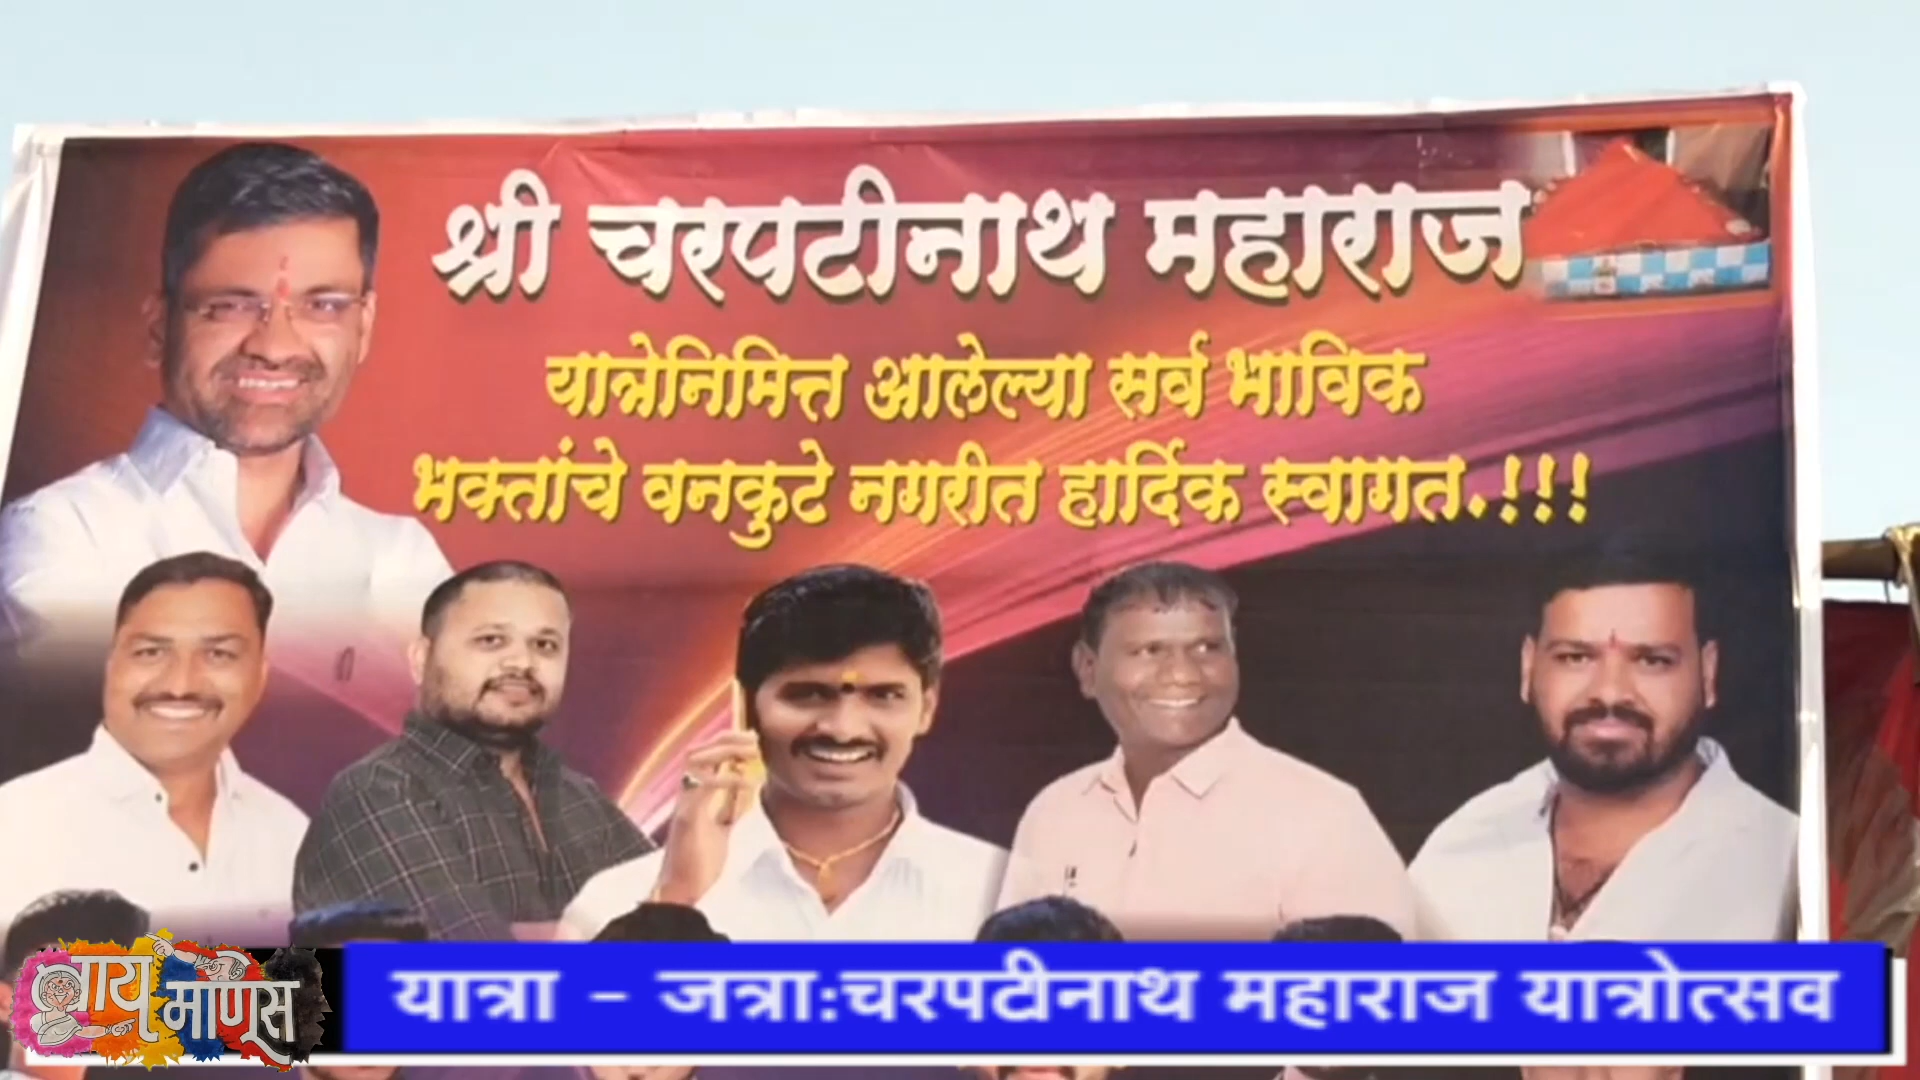 श्री चरपटीनाथ महाराज
यात्रेनिमित्त आलेल्या सर्व भाविक
भक्तांचे वनकुटे नगरीत हार्दिक स्वागत.!!!
बाय माणूस
यात्रा - जत्रा:चरपटीनाथ महाराज यात्रोत्सव